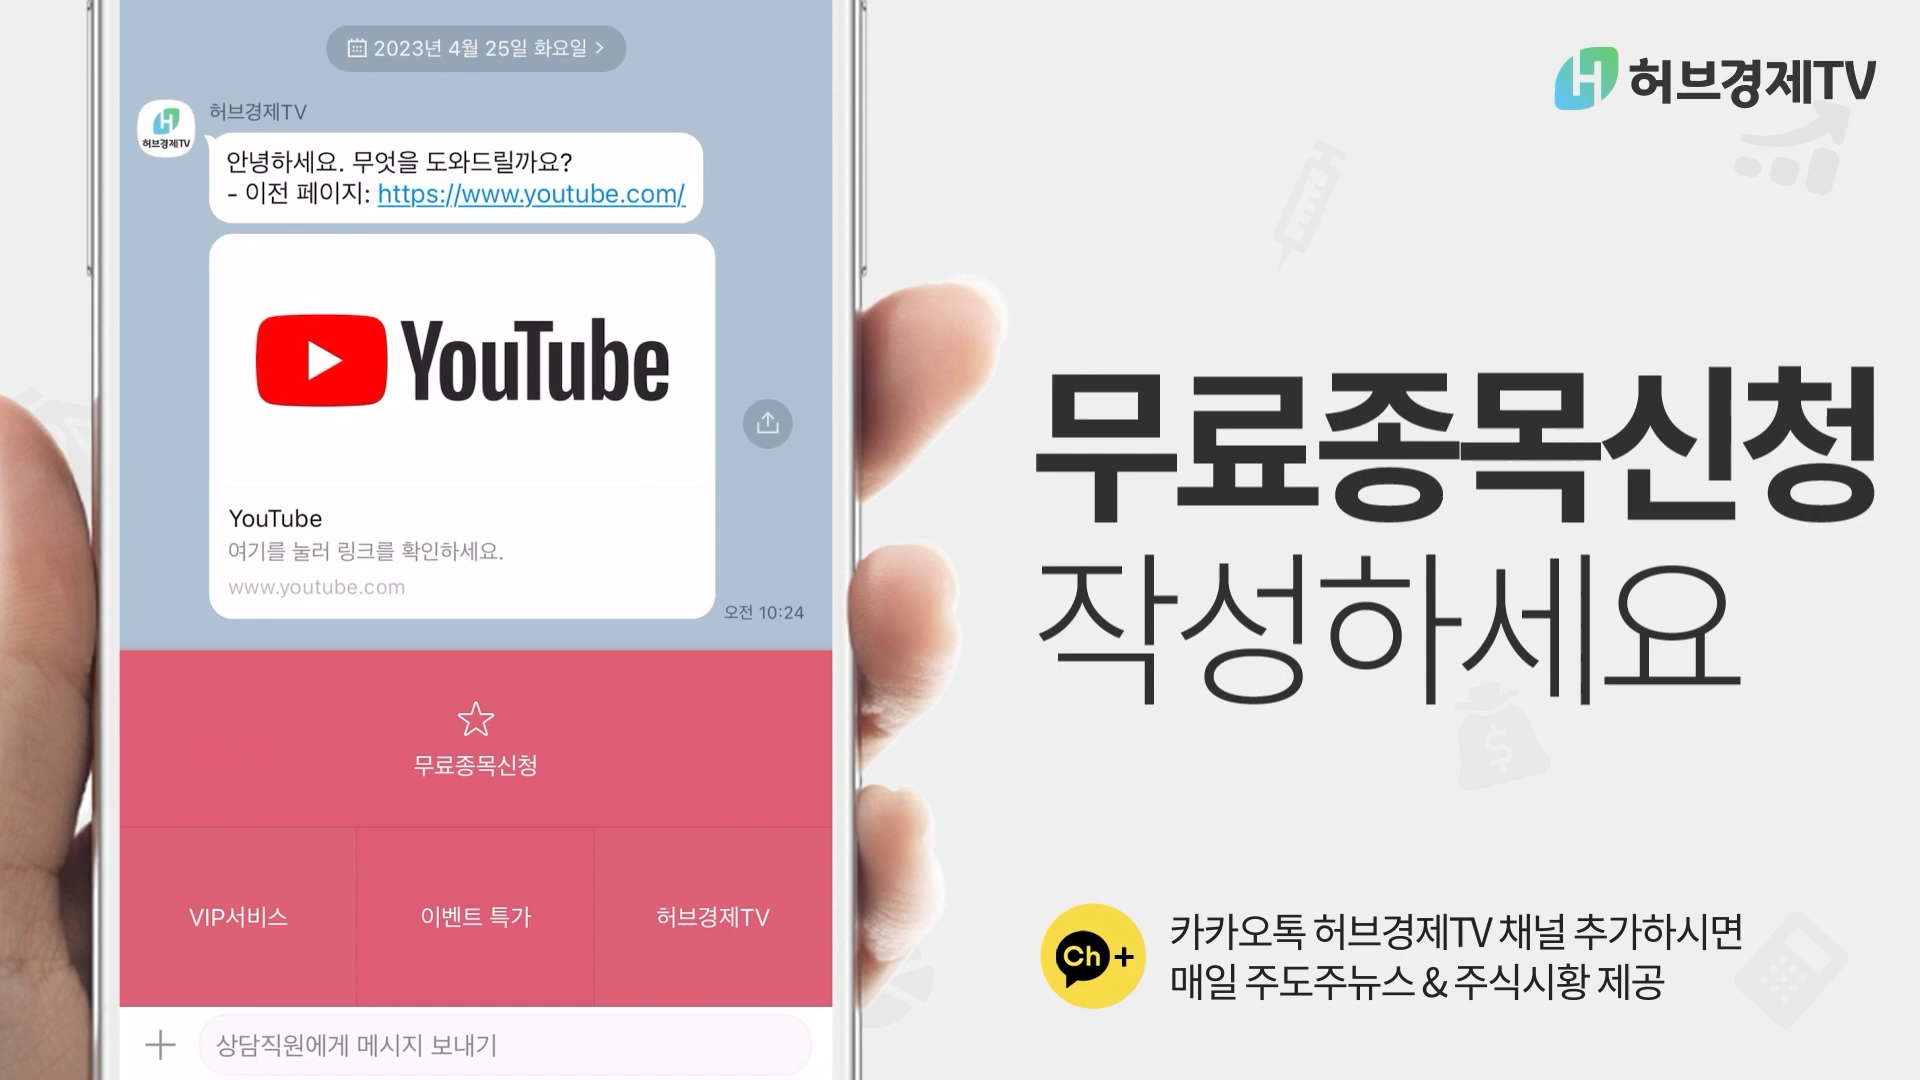 2023년 4월 25일 화요일 >
허브경제TV
허브경제TV
안녕하세요. 무엇을 도와드릴까요?
- 이전 페이지: https://www.youtube.com/
YouTube
YouTube
여기를 눌러 링크를 확인하세요.
www.youtube.com
오전 10:24
무료종목신청
VIP서비스
이벤트 특가
허브경제TV
상담직원에게 메시지 보내기
허브경제TV
무료종목신청
작성하세요
Ch+
카카오톡 허브경제TV 채널 추가하시면
매일 주도주뉴스 & 주식시황 제공